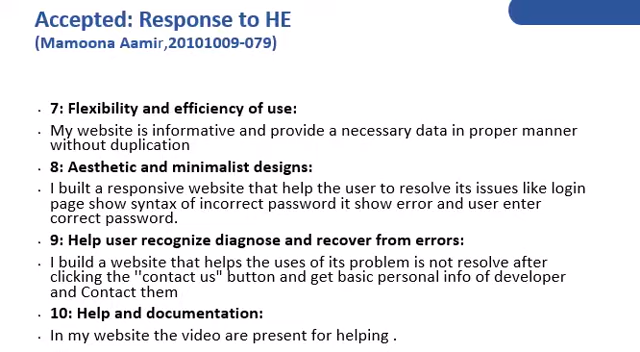 Accepted: Response to HE
(Mamoona Aamir,20101009-079)
• 7: Flexibility and efficiency of use:
• My website is informative and provide a necessary data in proper manner
without duplication
• 8: Aesthetic and minimalist designs:
• I built a responsive website that help the user to resolve its issues like login
page show syntax of incorrect password it show error and user enter
correct password.
• 9: Help user recognize diagnose and recover from errors:
• I build a website that helps the uses of its problem is not resolve after
clicking the "contact us" button and get basic personal info of developer
and Contact them
• 10: Help and documentation:
• In my website the video are present for helping .